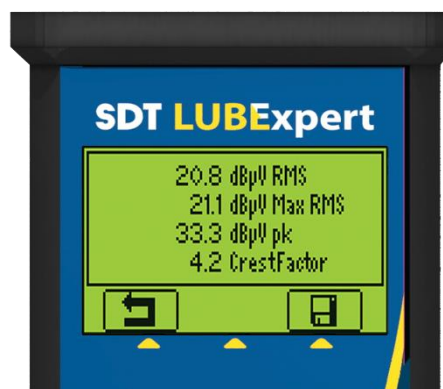 SDT LUBExpert
20.8 dBµV RMS
21.1 dBµV Max RMS
33.3 dBµV pk
4.2 CrestFactor